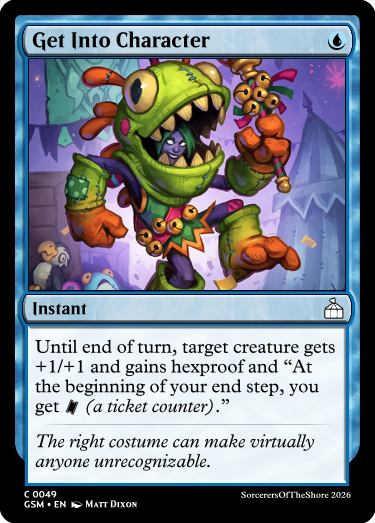 Get Into Character
Instant
Until end of turn, target creature gets
+1/+1 and gains hexproof and “At
the beginning of your end step, you
get (a ticket counter).”
The right costume can make virtually
anyone unrecognizable.
C 0049
GSM • EN Matt Dixon
SorcerersOfTheShore 2026